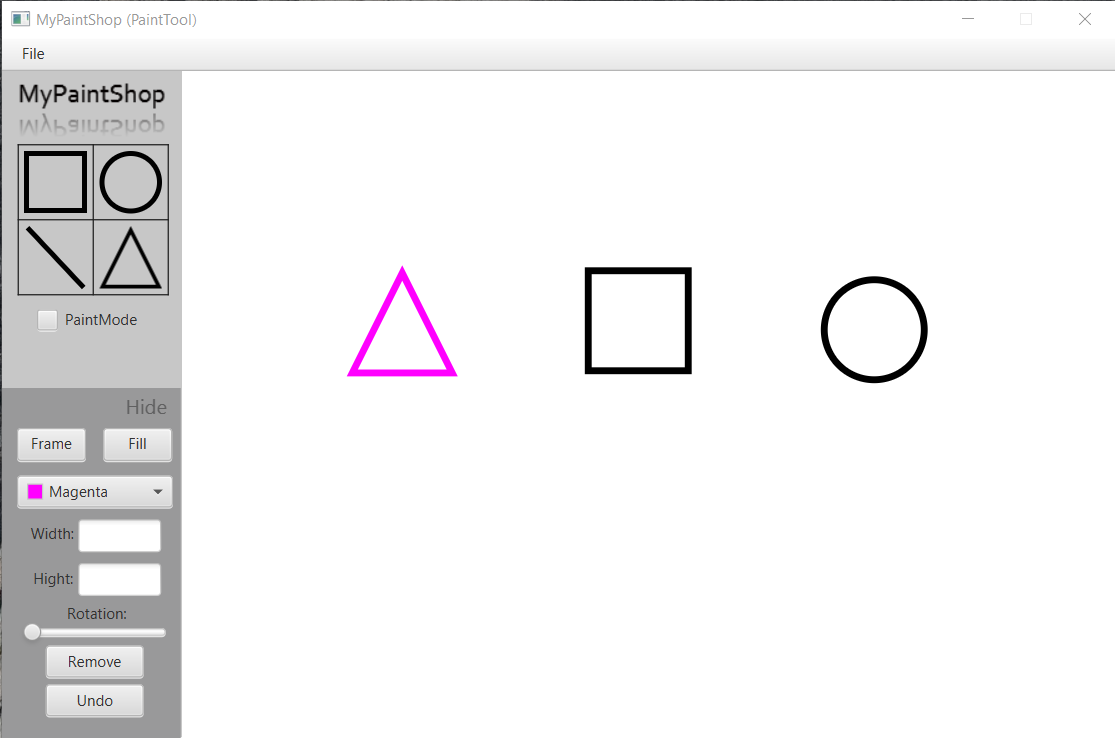 MyPaintShop (PaintTool)
File
MyPaintShop
PaintMode
Hide
Frame Fill
Magenta
Width:
Hight:
Rotation:
Remove
Undo